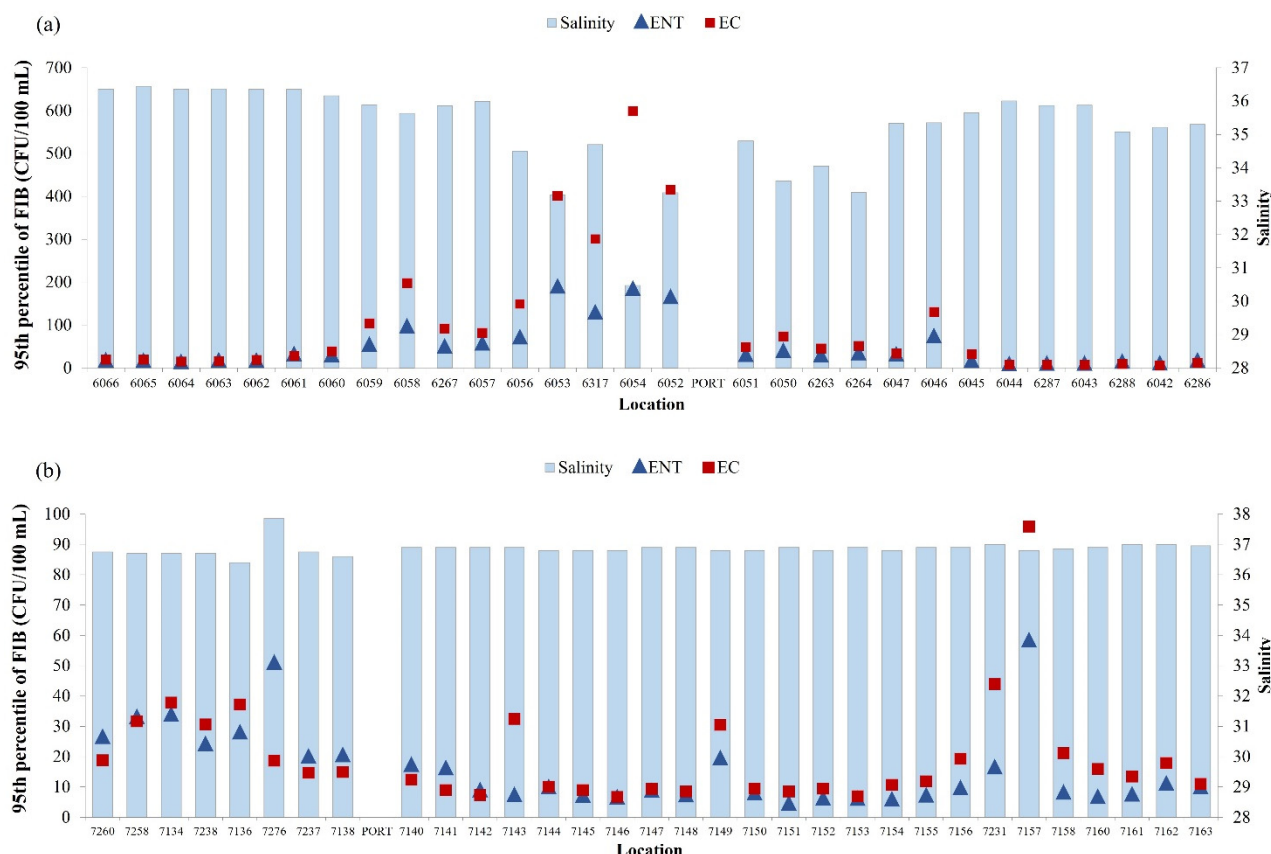 (a)
Salinity ENT EC
95th percentile of FIB (CFU/100 mL)
700 37
600 36
500 35
400 34
300 33
200 32
100 31
0 30
29
28
Salinity
6066 6065 6064 6063 6062 6061 6060 6059 6058 6267 6057 6056 6053 6317 6054 6052 PORT 6051 6050 6263 6264 6047 6046 6045 6044 6287 6043 6288 6042 6286
Location
(b)
Salinity ENT EC
95th percentile of FIB (CFU/100 mL)
100 38
90 37
80 36
70 35
60 34
50 33
40 32
30 31
20 30
10 29
0 28
Salinity
7260 7258 7134 7238 7136 7276 7237 7138 PORT 7140 7141 7142 7143 7144 7145 7146 7147 7148 7149 7150 7151 7152 7153 7154 7155 7156 7231 7157 7158 7160 7161 7162 7163
Location